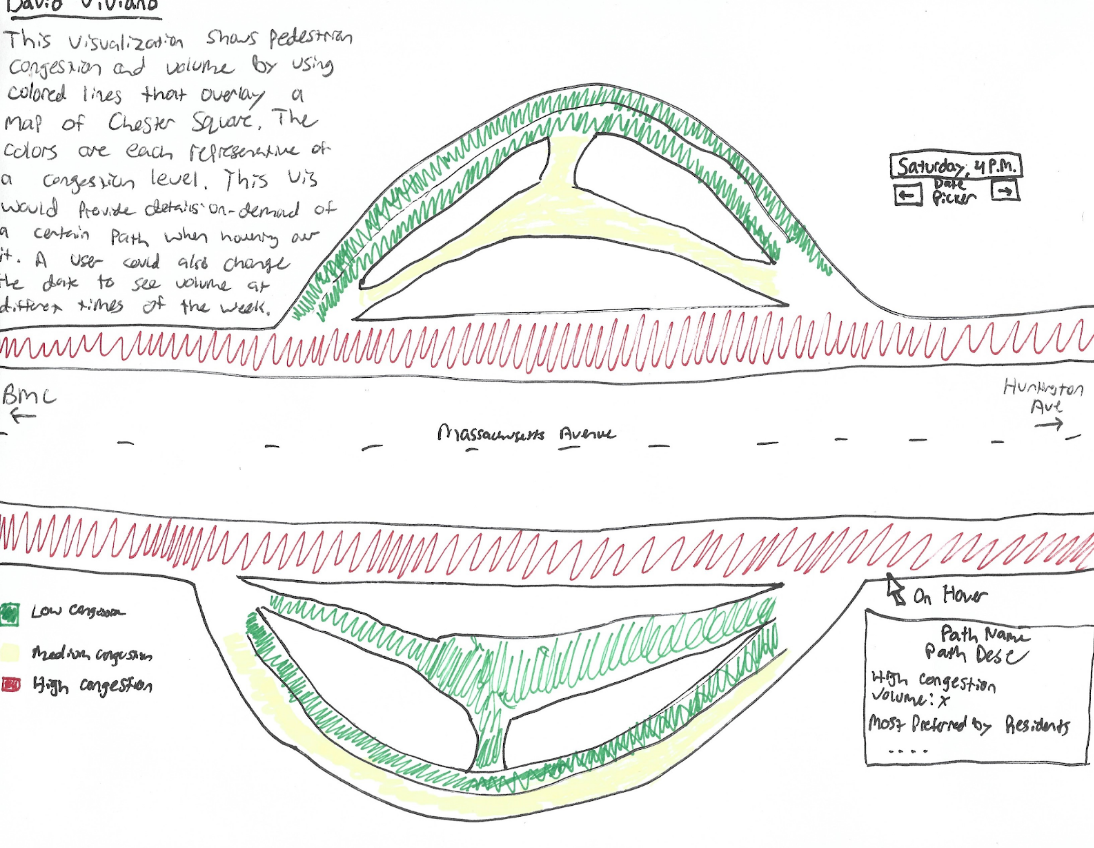 David Viviano
This Visualization shows Pedestrian
congestion and volume by using
colored lines that overlay a
map of Chester Square. The
colors are each representive of
a congestion level. This vis
would provide details-on-demand of
a certain path when hovering over
it. A user could also change
the date to see volume at
different times of the week.
Saturday, 4 P.M.
← Date Picker →
BMC
←
Huntington
Ave
→
Massachusetts Avenue
Low congestion
Medium congestion
High congestion
On Hover
Path Name
Path Desc
High congestion
Volume: X
Most Preferred by Residents
....